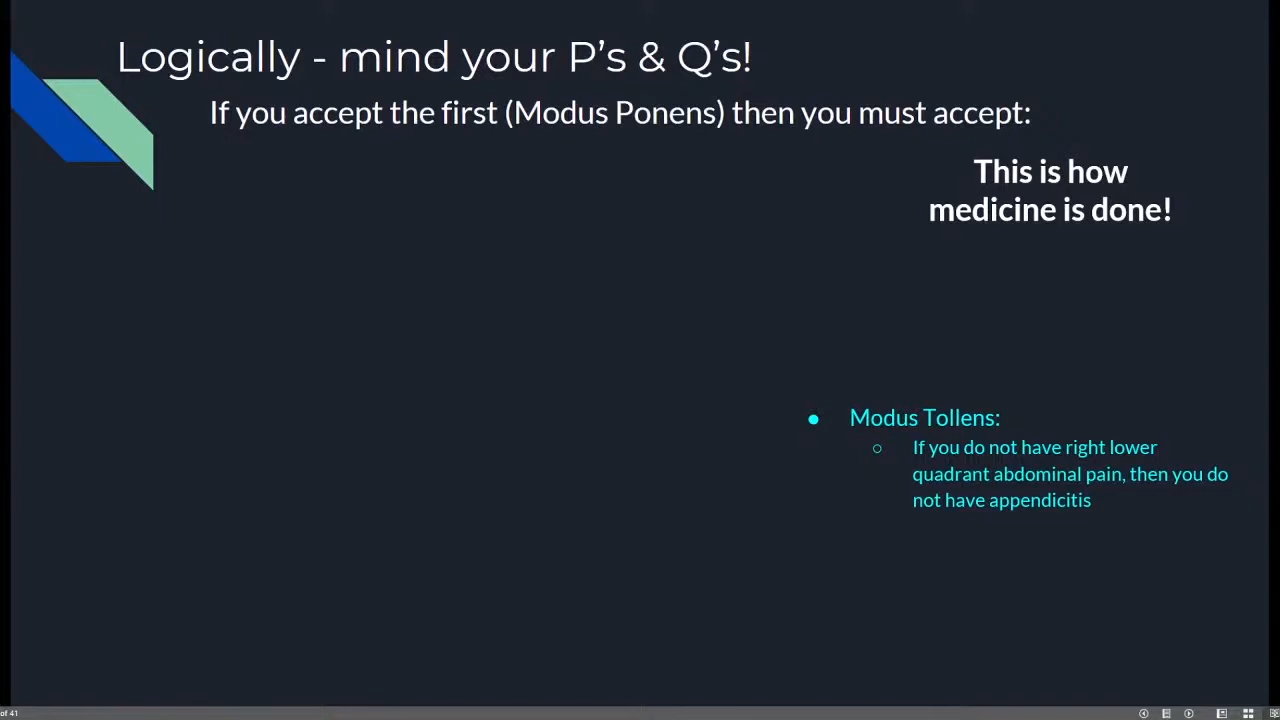 Logically - mind your P’s & Q’s!
If you accept the first (Modus Ponens) then you must accept:
This is how
medicine is done!
● Modus Tollens:
○ If you do not have right lower
quadrant abdominal pain, then you do
not have appendicitis
of 41